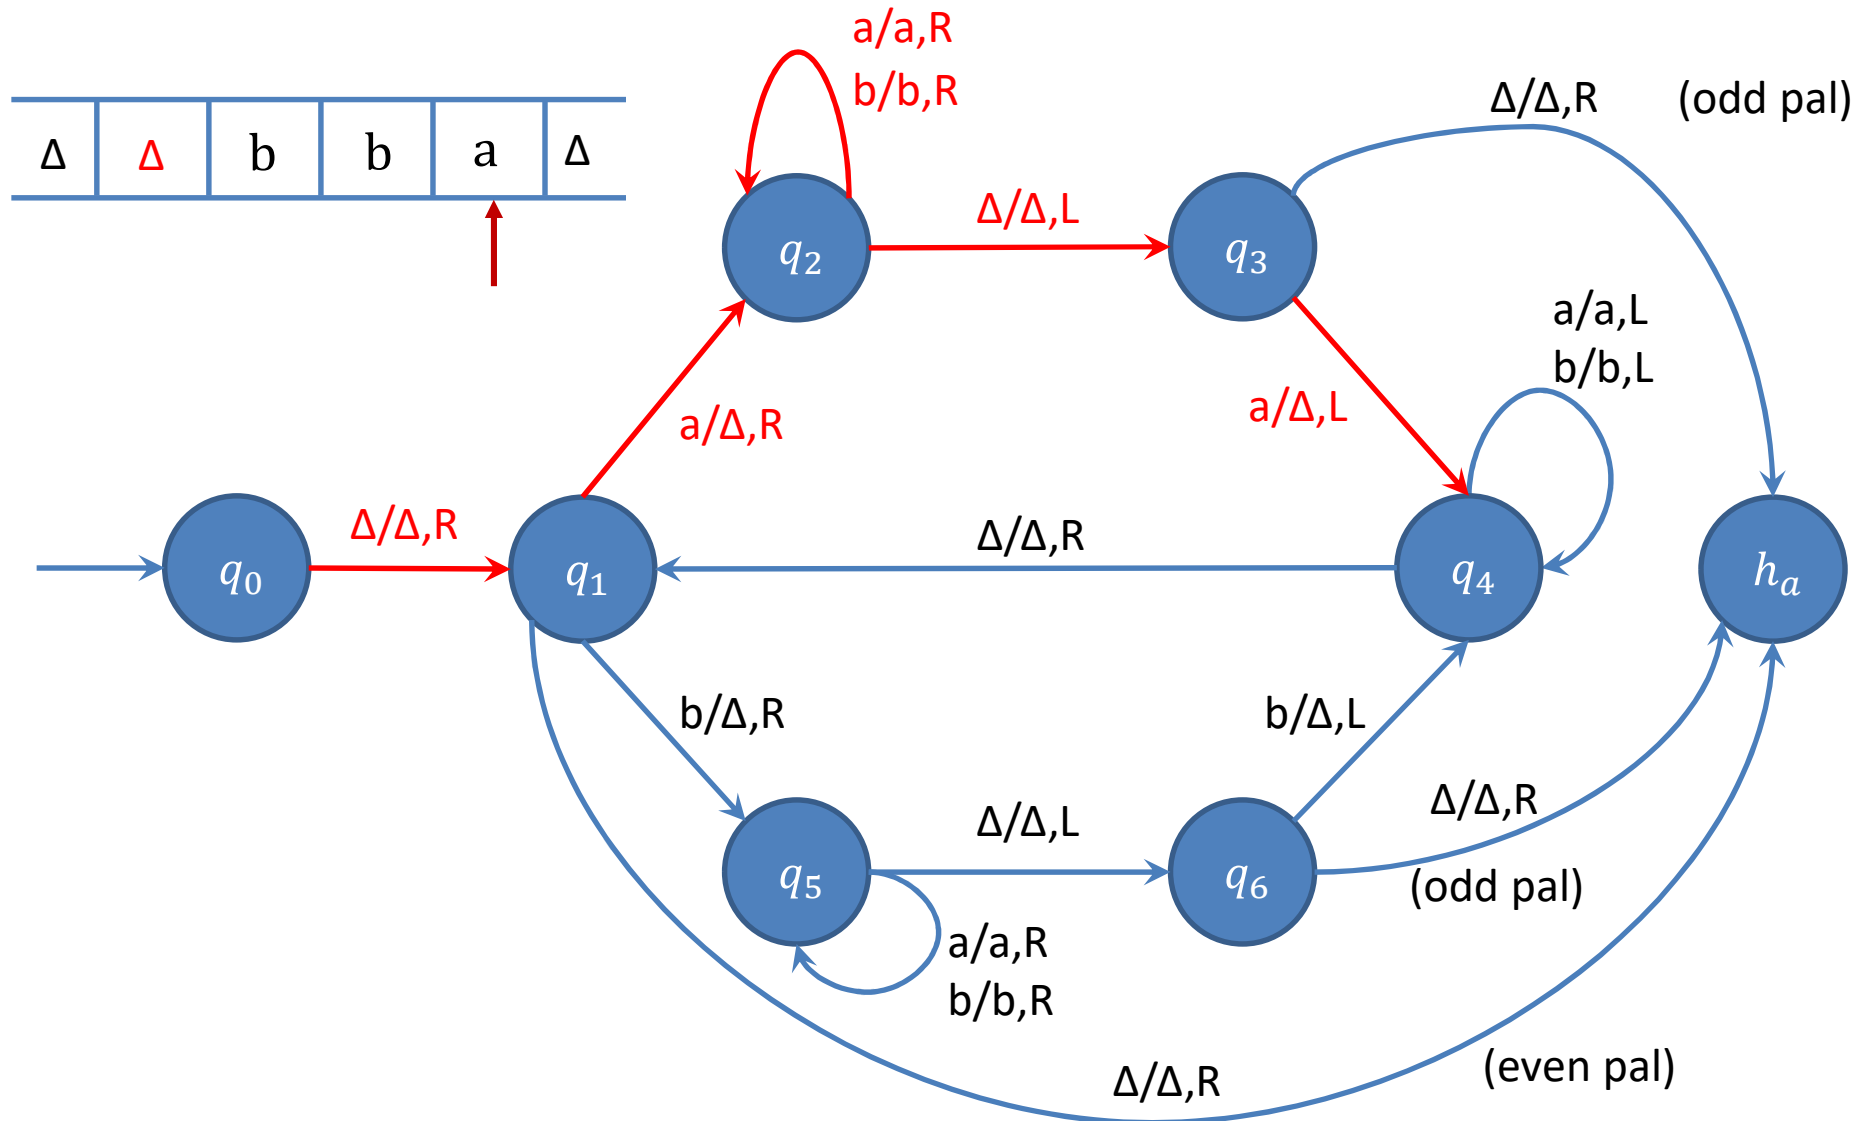 a/a,R
b/b,R
Δ/Δ,R (odd pal)
Δ Δ b b a Δ
Δ/Δ,L
q2 q3
a/a,L
b/b,L
a/Δ,R
a/Δ,L
Δ/Δ,R
Δ/Δ,R
q0 q1 q4 ha
b/Δ,R
b/Δ,L
Δ/Δ,L
Δ/Δ,R
q5 q6
(odd pal)
a/a,R
b/b,R
(even pal)
Δ/Δ,R